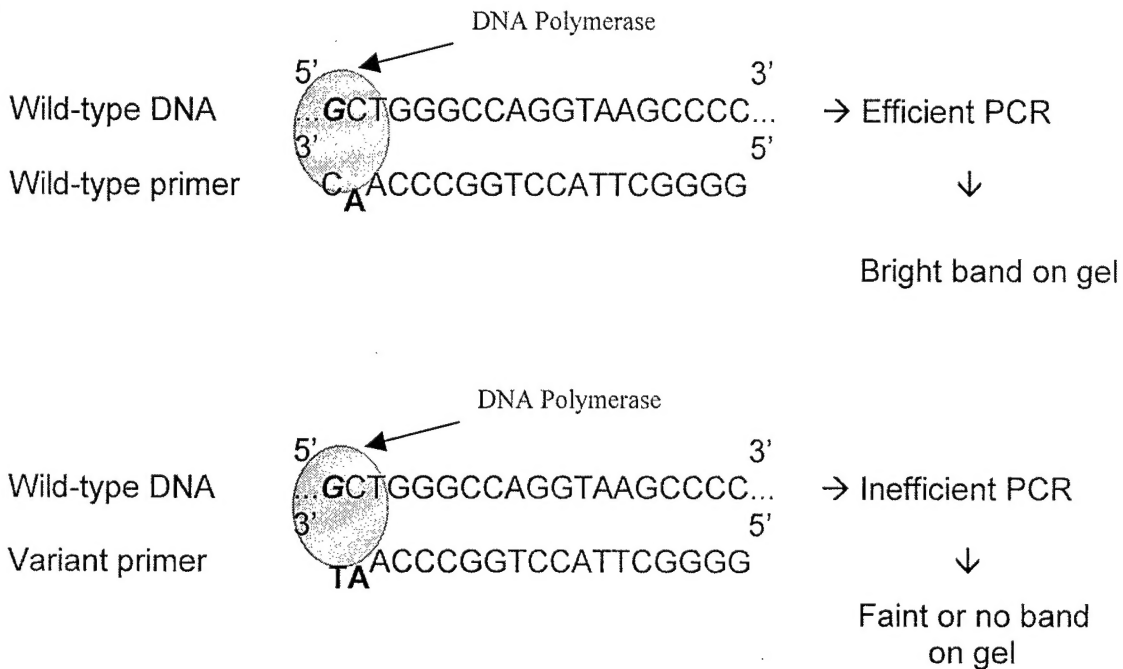 DNA Polymerase
5' 3'
Wild-type DNA ...GCTGGGCCAGGTAAGCCCC... → Efficient PCR
3' 5'
Wild-type primer CAACCCGGTCCATTCGGGG ↓
Bright band on gel
DNA Polymerase
5' 3'
Wild-type DNA ...GCTGGGCCAGGTAAGCCCC... → Inefficient PCR
3' 5'
Variant primer TAACCCGGTCCATTCGGGG ↓
Faint or no band
on gel